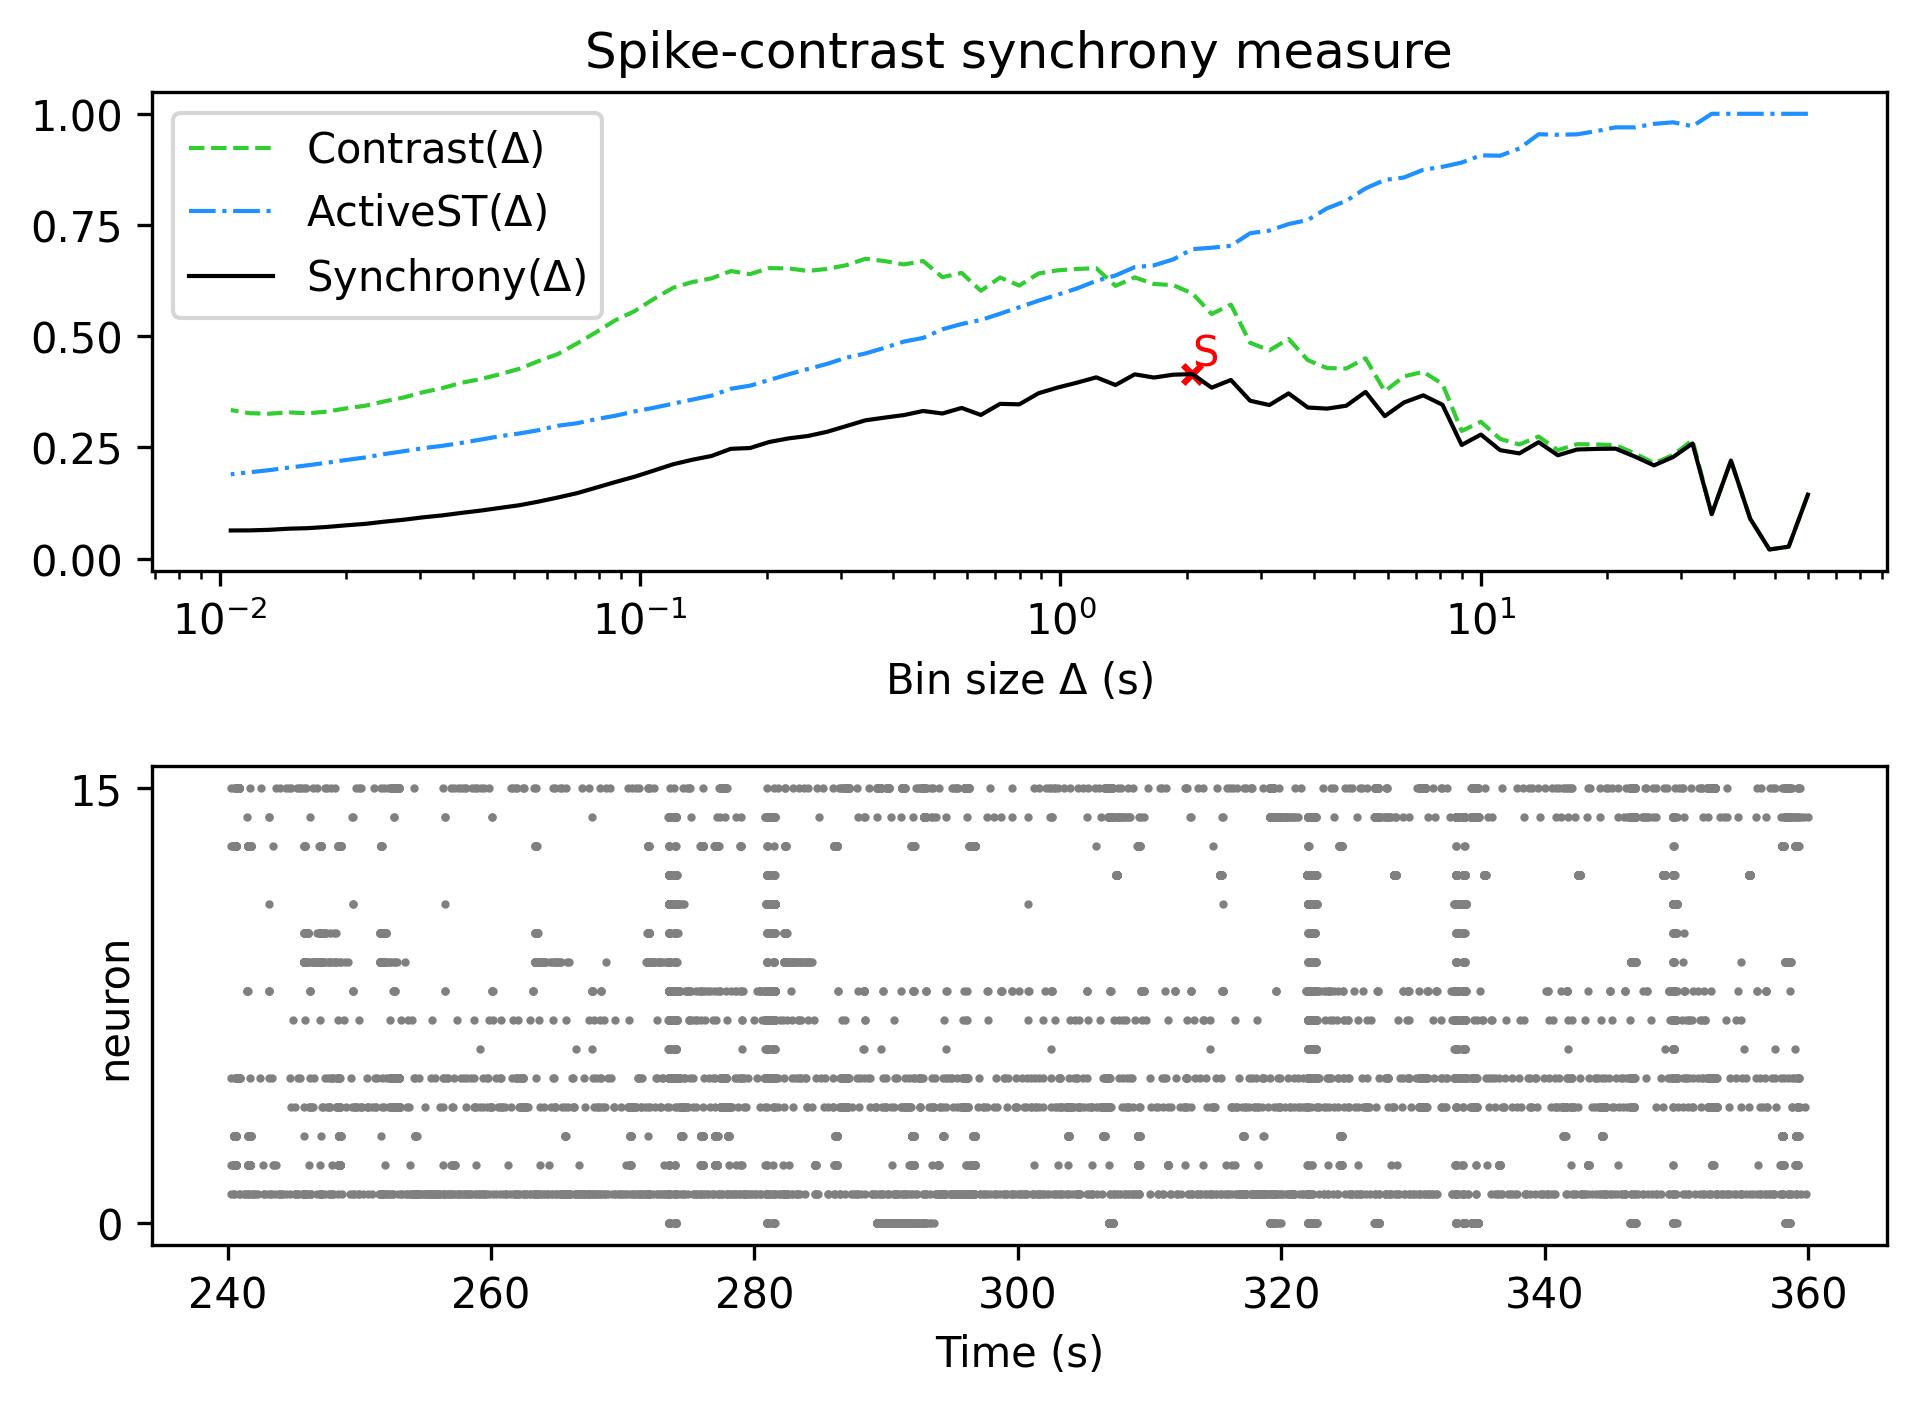 Spike-contrast synchrony measure
1.00
0.75
0.50
0.25
0.00
Contrast(Δ)
ActiveST(Δ)
Synchrony(Δ)
S
10⁻² 10⁻¹ 10⁰ 10¹
Bin size Δ (s)
15
0
neuron
240 260 280 300 320 340 360
Time (s)